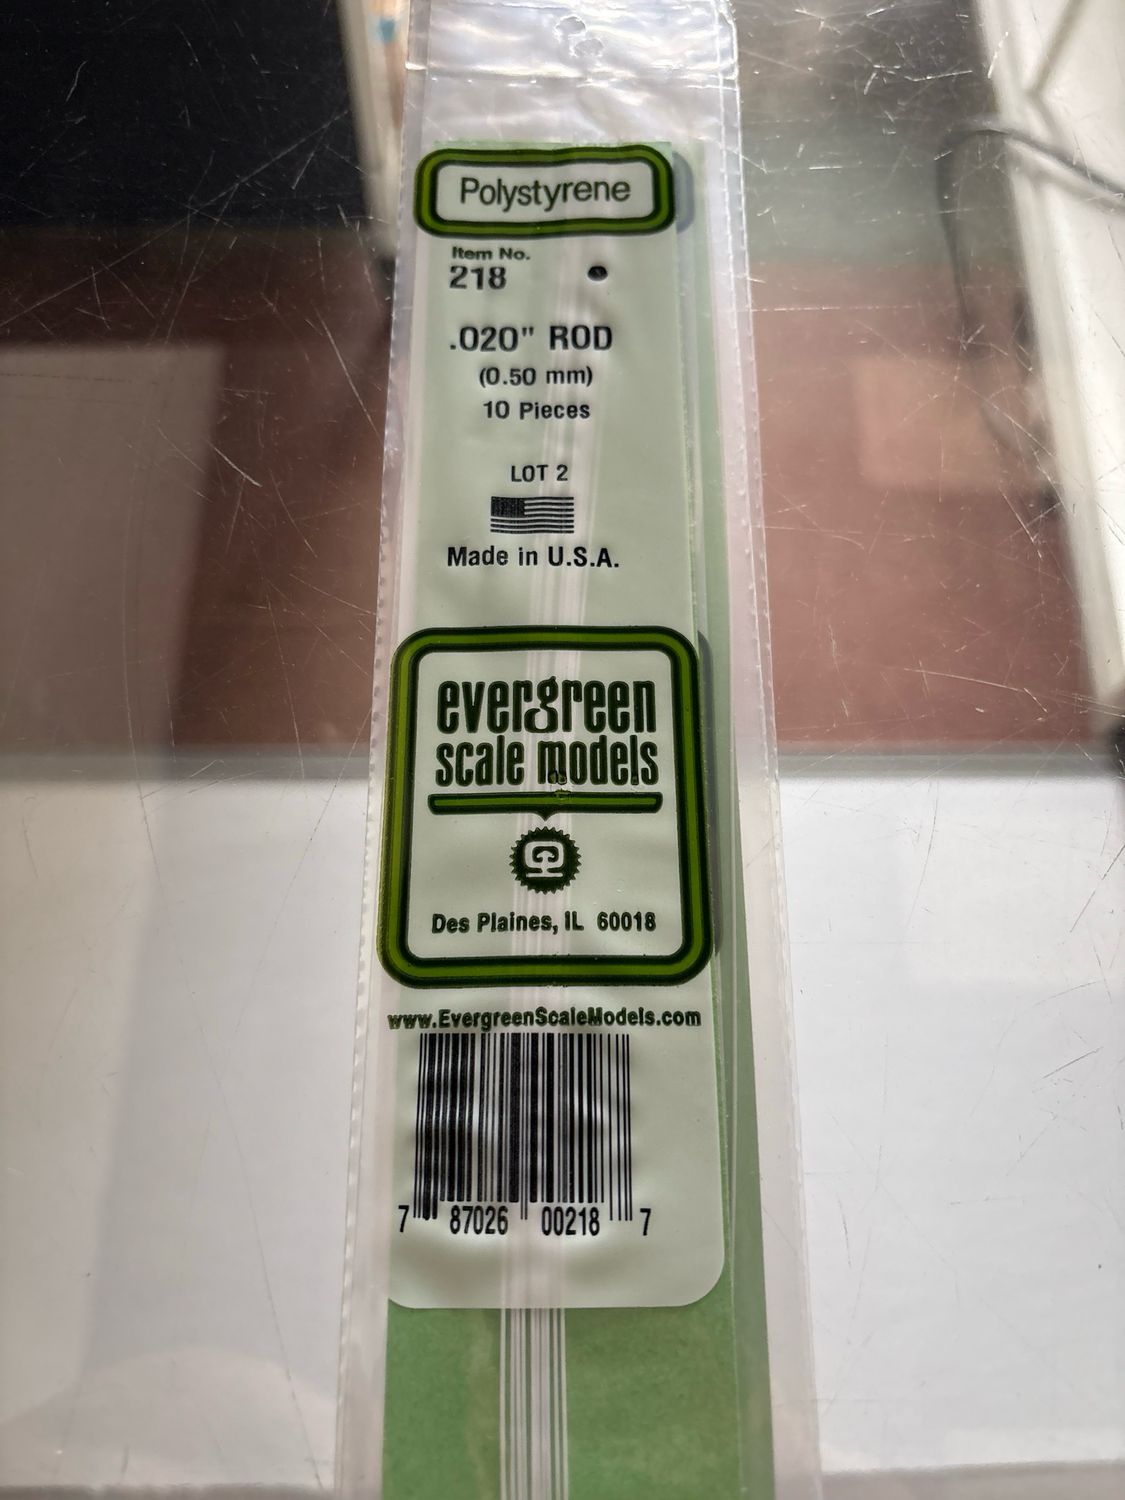 Polystyrene
Item No.
218
.020" ROD
(0.50 mm)
10 Pieces
LOT 2
Made in U.S.A.
evergreen
scale models
Des Plaines, IL 60018
www.EvergreenScaleModels.com
7 87026 00218 7